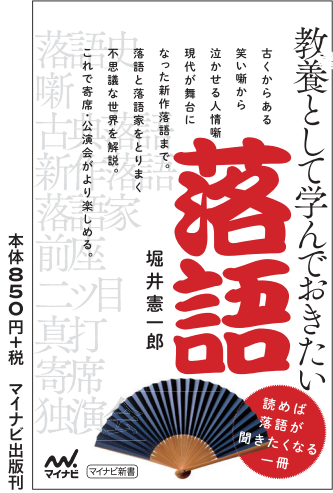 教養として学んでおきたい
落語
堀井憲一郎
古くからある
笑い噺から
泣かせる人情噺
現代が舞台に
なった新作落語まで。
落語と落語家をとりまく
不思議な世界を解説。
これで寄席・公演会がより楽しめる。
読めば
落語が
聞きたくなる
一冊
マイナビ
マイナビ新書
本体850円+税 マイナビ出版刊